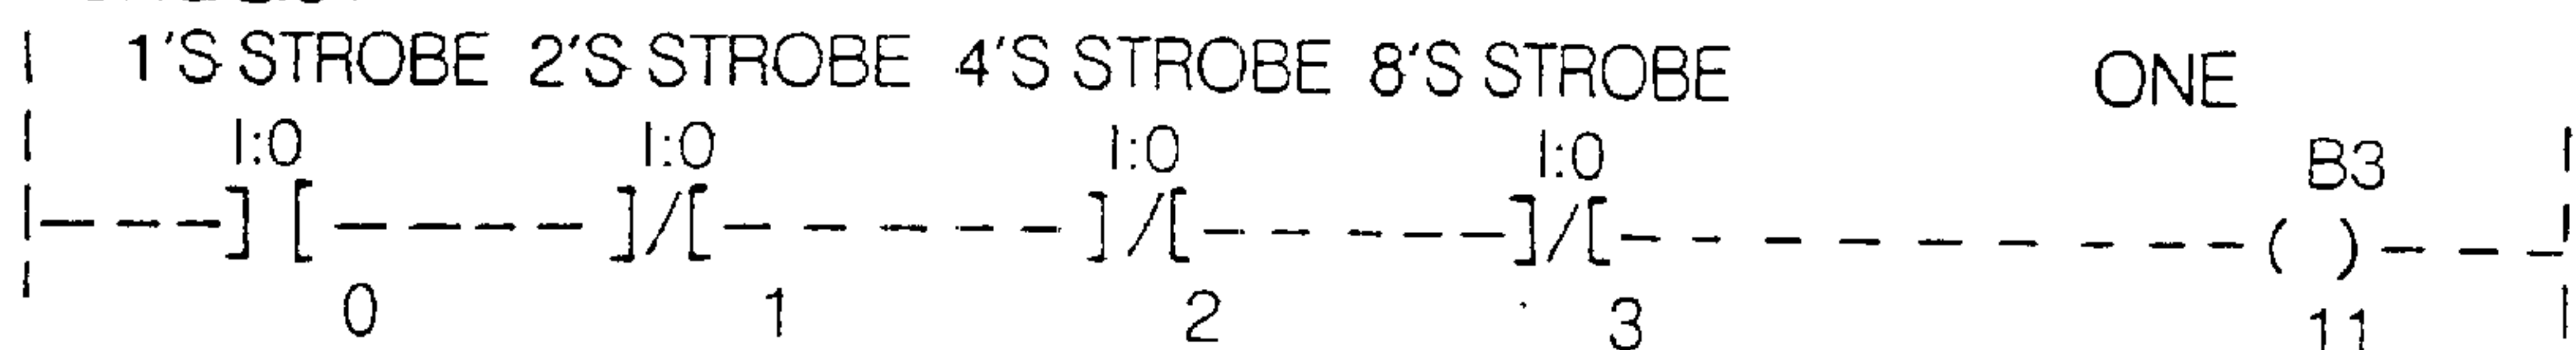 1'S STROBE 2'S STROBE 4'S STROBE 8'S STROBE ONE
I:0 I:0 I:0 I:0 B3
|---] [-----]/[------]/[------]/[---------( )---|
0 1 2 3 11